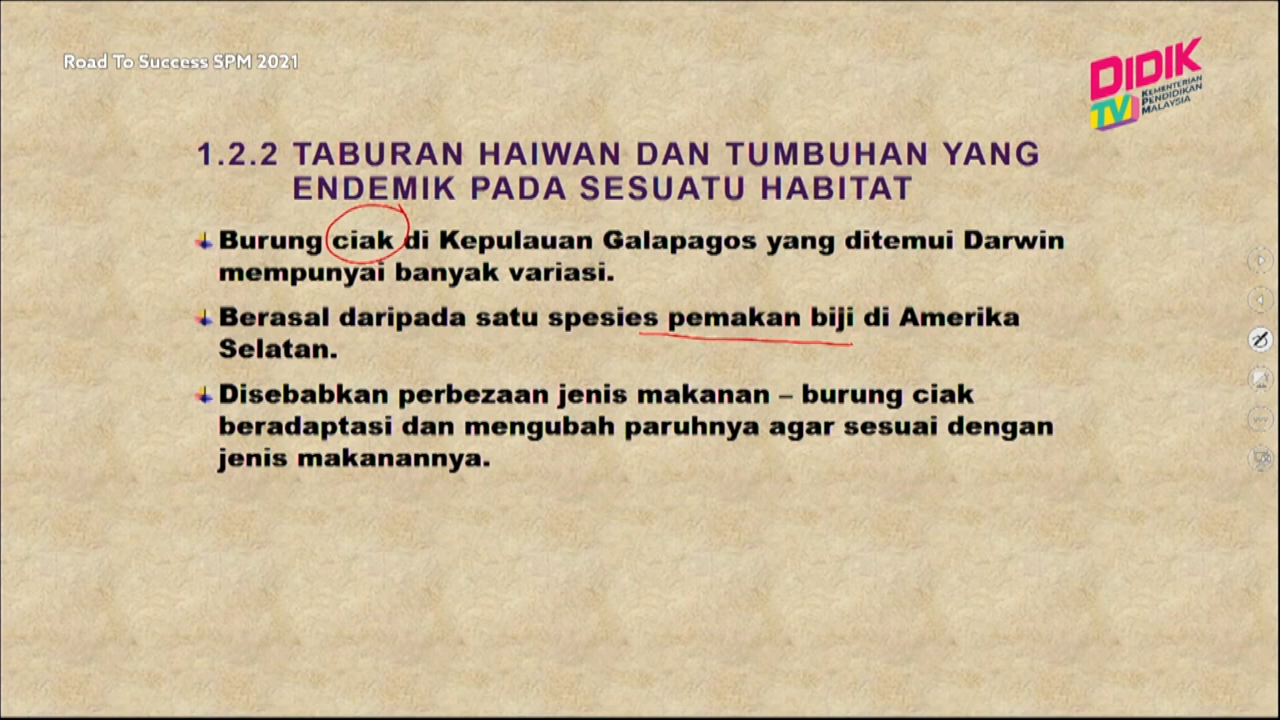 Road To Success SPM 2021
DIDIK
TV
KEMENTERIAN
PENDIDIKAN
MALAYSIA
1.2.2 TABURAN HAIWAN DAN TUMBUHAN YANG
ENDEMIK PADA SESUATU HABITAT
Burung ciak di Kepulauan Galapagos yang ditemui Darwin
mempunyai banyak variasi.
Berasal daripada satu spesies pemakan biji di Amerika
Selatan.
Disebabkan perbezaan jenis makanan – burung ciak
beradaptasi dan mengubah paruhnya agar sesuai dengan
jenis makanannya.